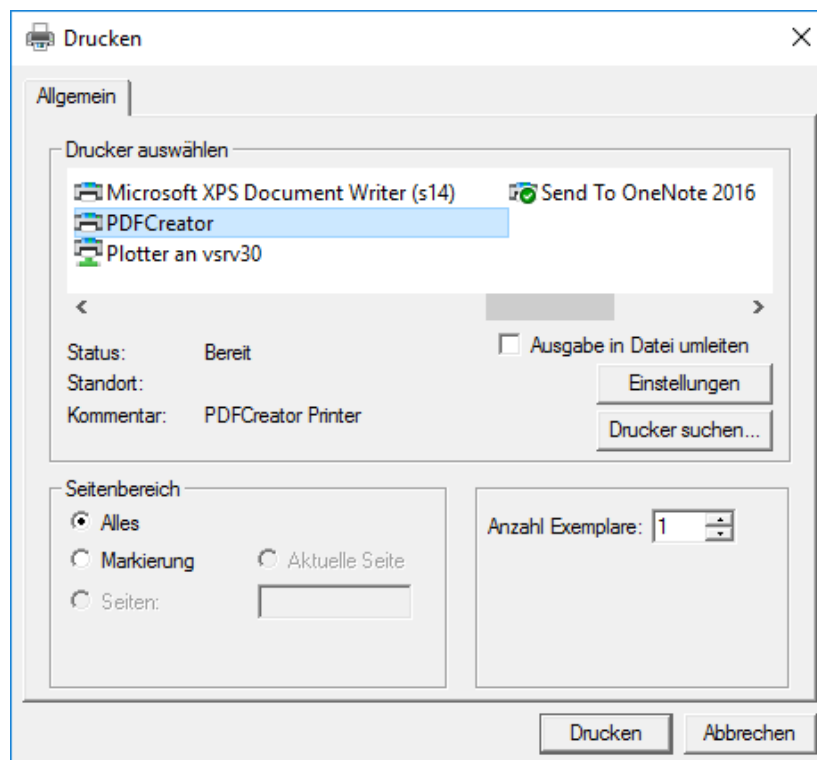 Drucken
Allgemein
Drucker auswählen
Microsoft XPS Document Writer (s14) Send To OneNote 2016
PDFCreator
Plotter an vsrv30
Status: Bereit
Ausgabe in Datei umleiten
Standort:
Einstellungen
Kommentar: PDFCreator Printer
Drucker suchen...
Seitenbereich
Alles
Markierung Aktuelle Seite
Seiten:
Anzahl Exemplare: 1
Drucken Abbrechen